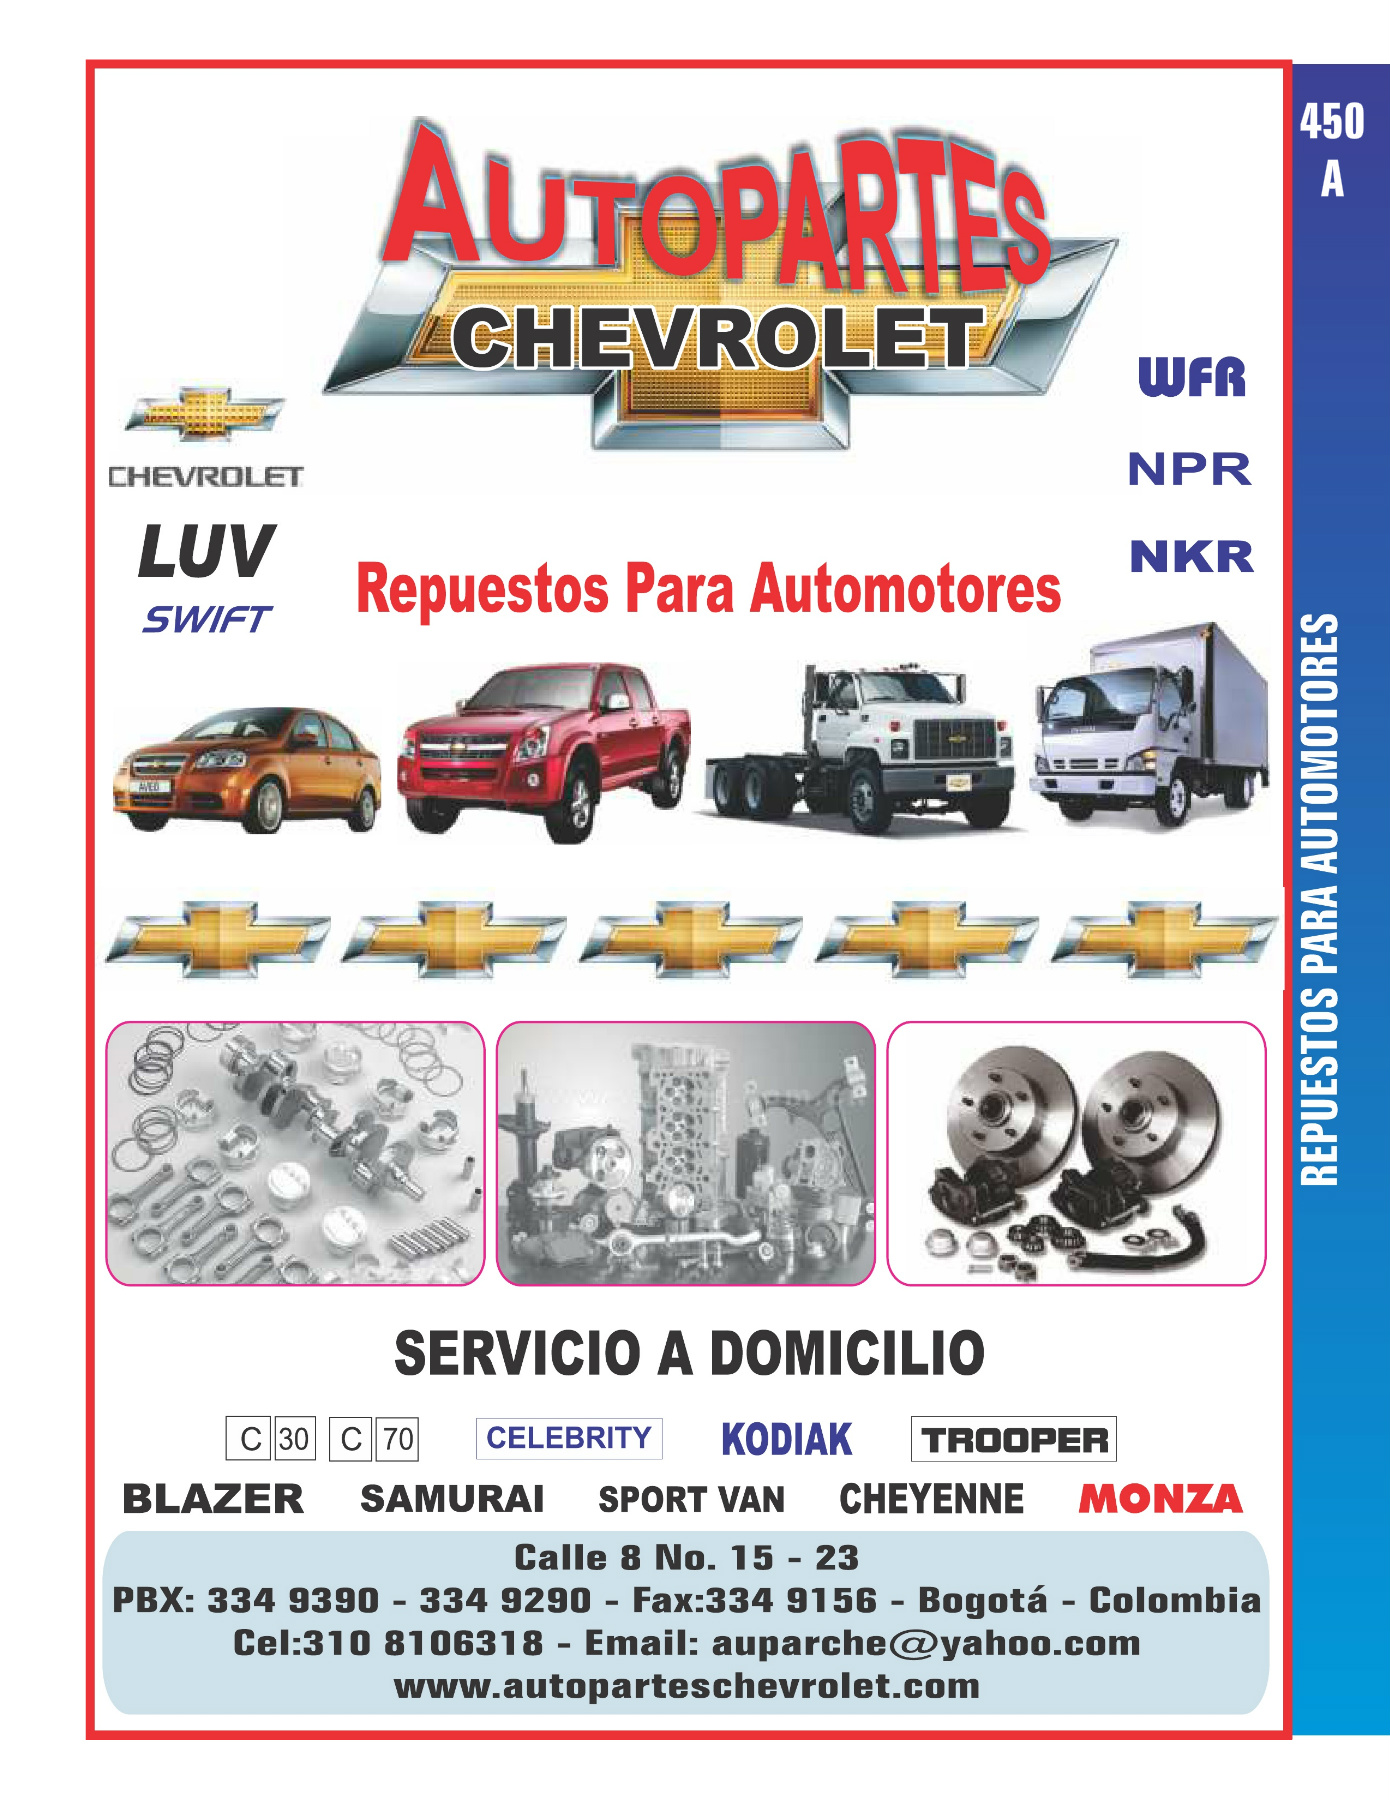 450
A
AUTOPARTES
CHEVROLET
CHEVROLET
LUV
SWIFT
WFR
NPR
NKR
Repuestos Para Automotores
AVEO
REPUESTOS PARA AUTOMOTORES
SERVICIO A DOMICILIO
C 30 C 70 CELEBRITY KODIAK TROOPER
BLAZER SAMURAI SPORT VAN CHEYENNE MONZA
Calle 8 No. 15 - 23
PBX: 334 9390 - 334 9290 - Fax:334 9156 - Bogotá - Colombia
Cel:310 8106318 - Email: auparche@yahoo.com
www.autoparteschevrolet.com